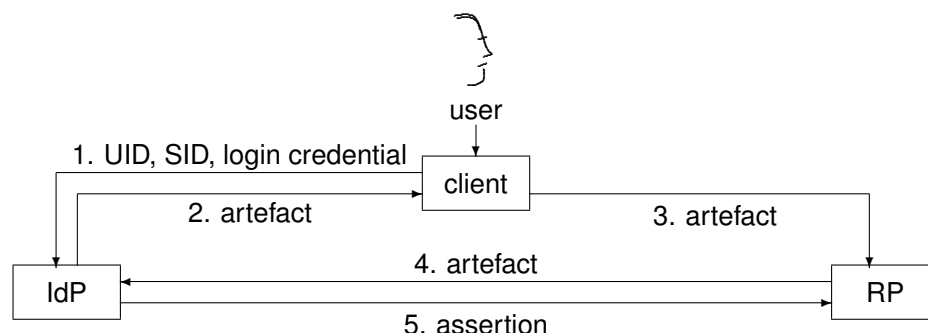 user
1. UID, SID, login credential
client
2. artefact
3. artefact
4. artefact
IdP
RP
5. assertion